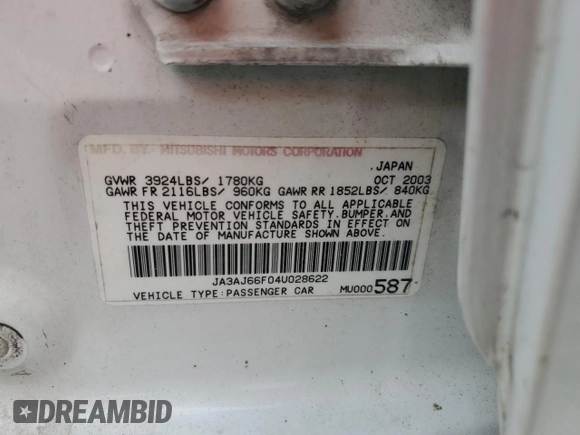 MFD. BY MITSUBISHI MOTORS CORPORATION
,JAPAN
GVWR 3924LBS/ 1780KG OCT 2003
GAWR FR 2116LBS/ 960KG GAWR RR 1852LBS/ 840KG
THIS VEHICLE CONFORMS TO ALL APPLICABLE
FEDERAL MOTOR VEHICLE SAFETY,BUMPER,AND
THEFT PREVENTION STANDARDS IN EFFECT ON
THE DATE OF MANUFACTURE SHOWN ABOVE.
JA3AJ66F04U028622
VEHICLE TYPE:PASSENGER CAR MU000587
DREAMBID